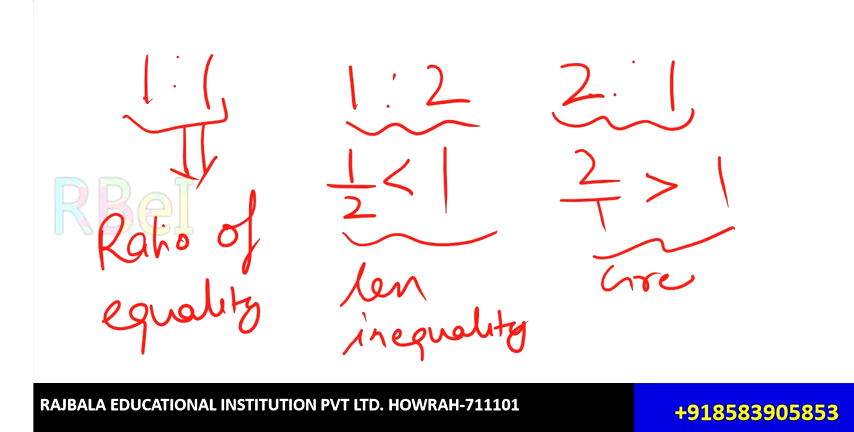 1 : 1
1 : 2
2 : 1
1/2 < 1
2/1 > 1
RBeI
Ratio of
equality
less
inequality
Gre
RAJBALA EDUCATIONAL INSTITUTION PVT LTD. HOWRAH-711101
+918583905853